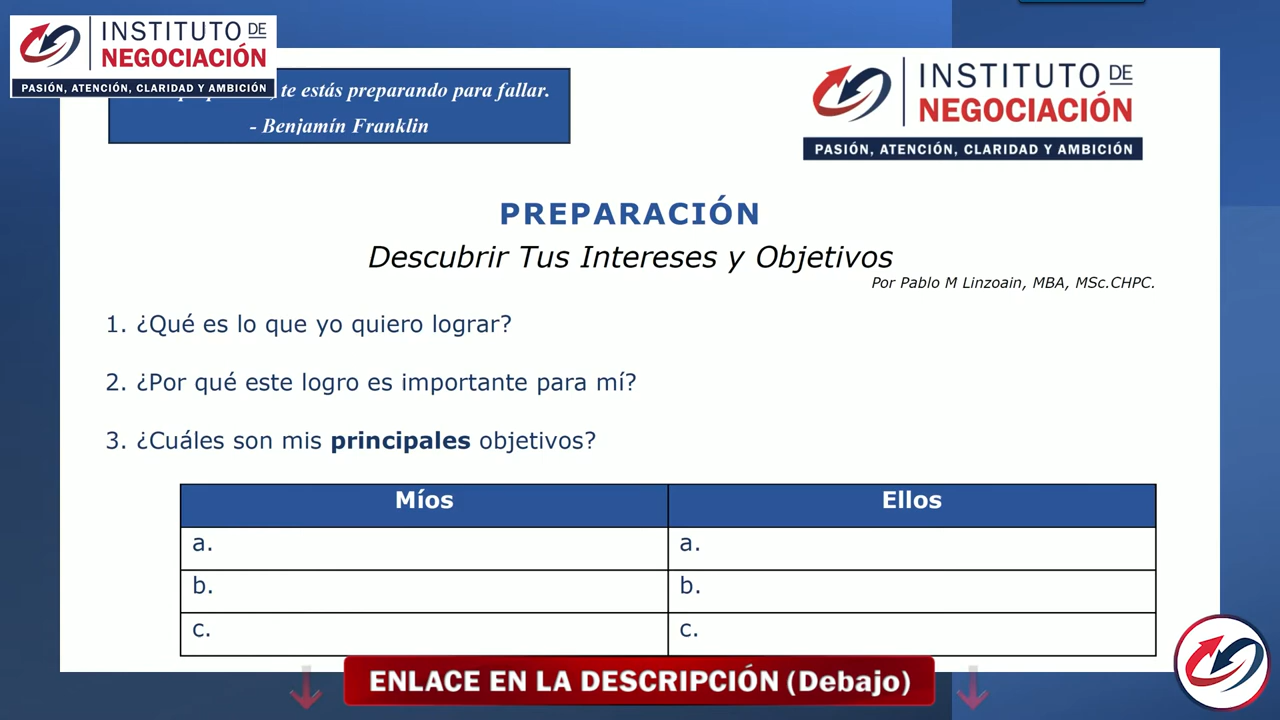 INSTITUTO DE
NEGOCIACIÓN
PASIÓN, ATENCIÓN, CLARIDAD Y AMBICIÓN
, te estás preparando para fallar.
- Benjamín Franklin
INSTITUTO DE
NEGOCIACIÓN
PASIÓN, ATENCIÓN, CLARIDAD Y AMBICIÓN
PREPARACIÓN
Descubrir Tus Intereses y Objetivos
Por Pablo M Linzoain, MBA, MSc.CHPC.
1. ¿Qué es lo que yo quiero lograr?
2. ¿Por qué este logro es importante para mí?
3. ¿Cuáles son mis principales objetivos?
Míos Ellos
a. a.
b. b.
c. c.
ENLACE EN LA DESCRIPCIÓN (Debajo)